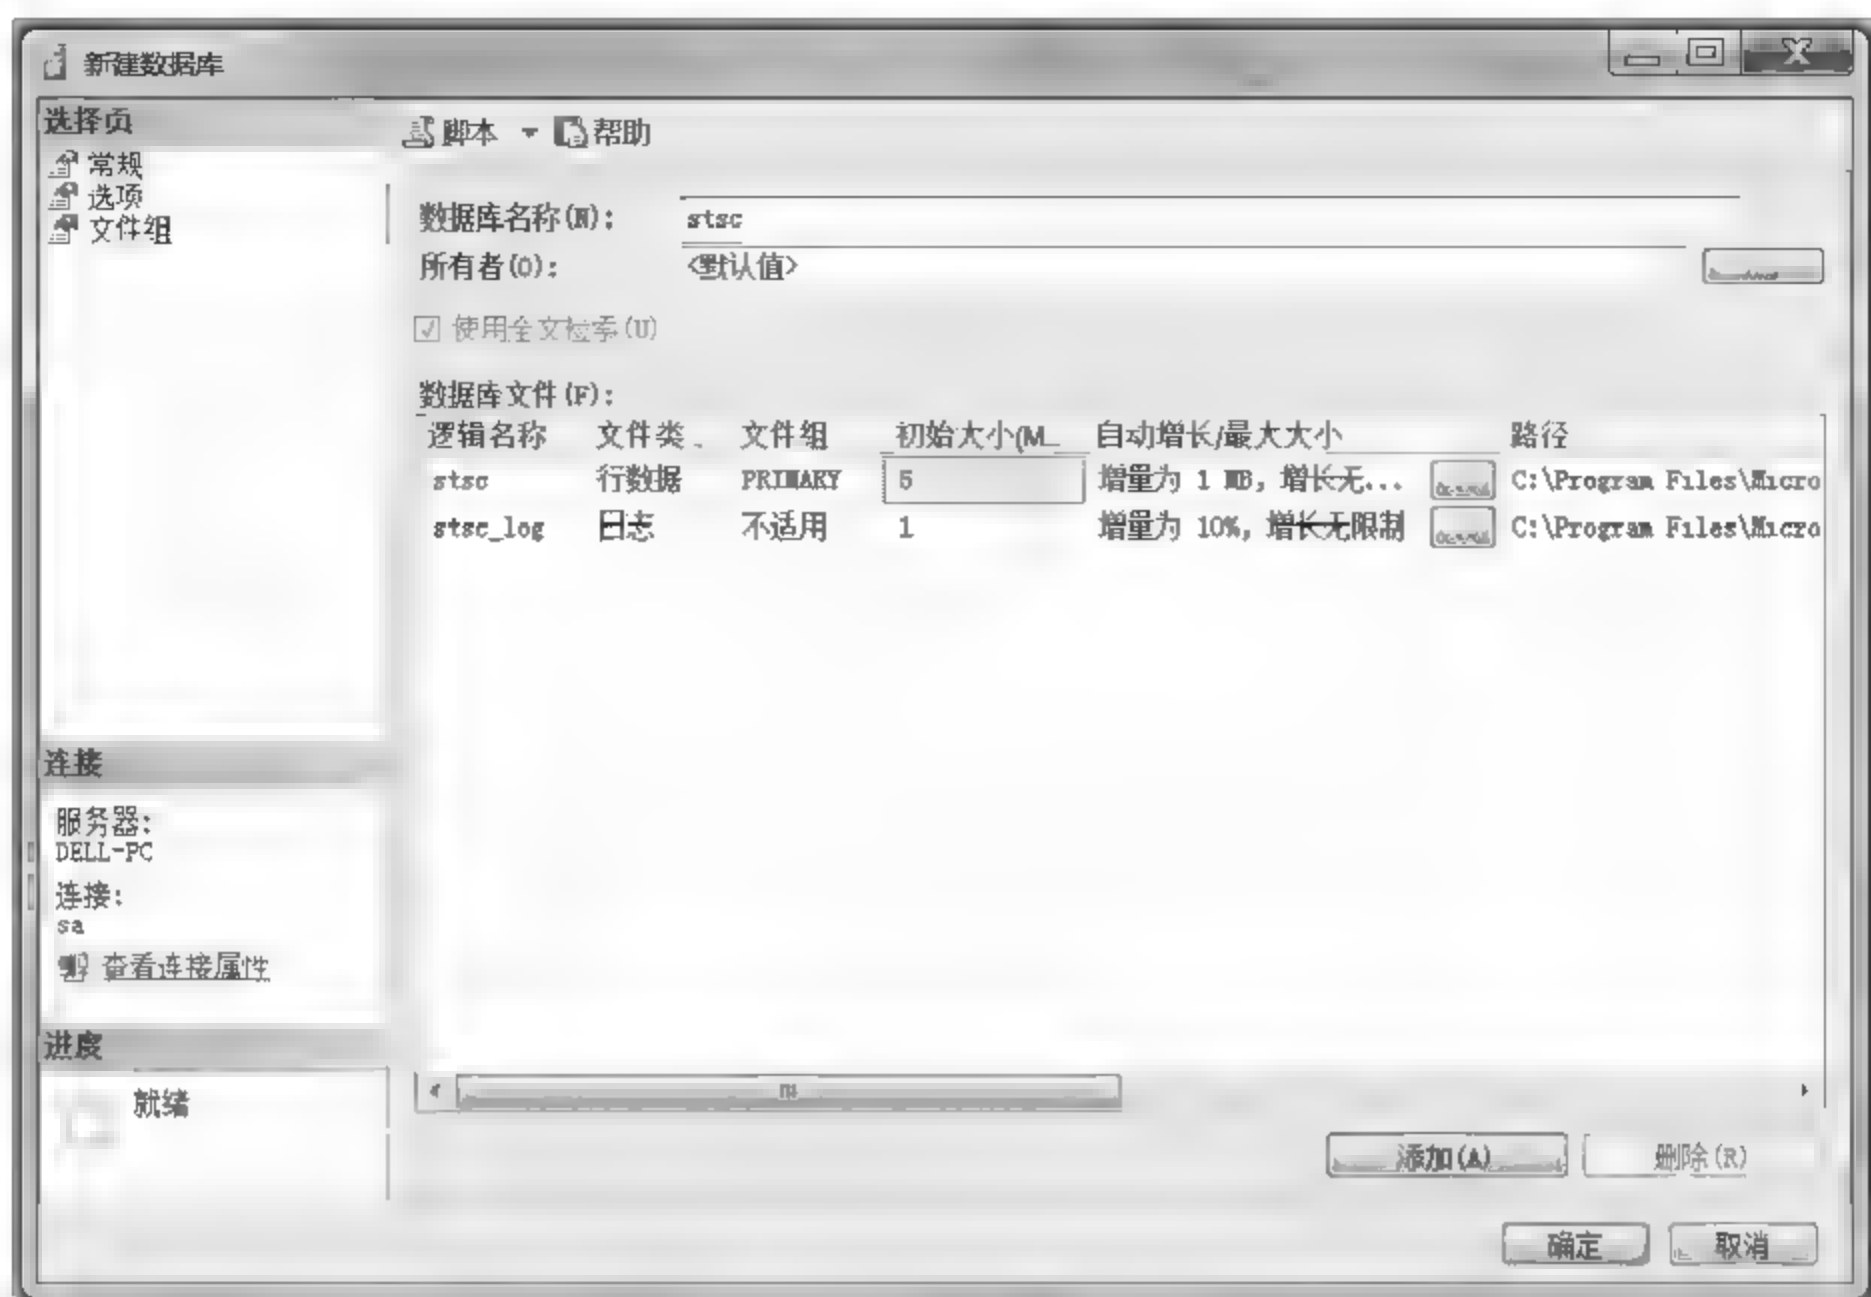 新建数据库
选择页
常规
选项
文件组
脚本 帮助
数据库名称(N): stsc
所有者(O): <默认值>
使用全文检索(U)
数据库文件(F):
逻辑名称 文件类 文件组 初始大小(M 自动增长/最大大小 路径
stsc 行数据 PRIMARY 5 增量为 1 MB, 增长无... C:\Program Files\Micro
stsc_log 日志 不适用 1 增量为 10%, 增长无限制 C:\Program Files\Micro
连接
服务器:
DELL-PC
连接:
sa
查看连接属性
进度
就绪
添加(A) 删除(R)
确定 取消